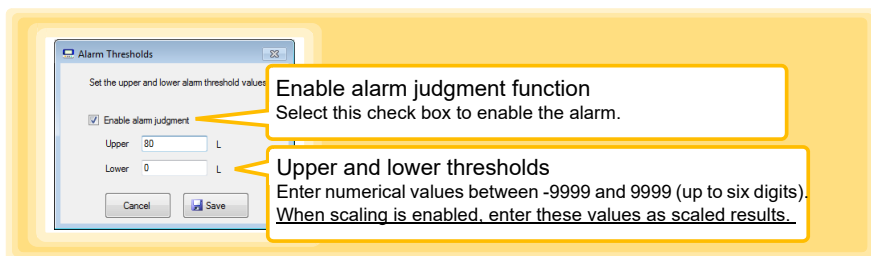 Alarm Thresholds
Set the upper and lower alarm threshold values
Enable alarm judgment
Upper 80 L
Lower 0 L
Cancel Save
Enable alarm judgment function
Select this check box to enable the alarm.
Upper and lower thresholds
Enter numerical values between -9999 and 9999 (up to six digits).
When scaling is enabled, enter these values as scaled results.